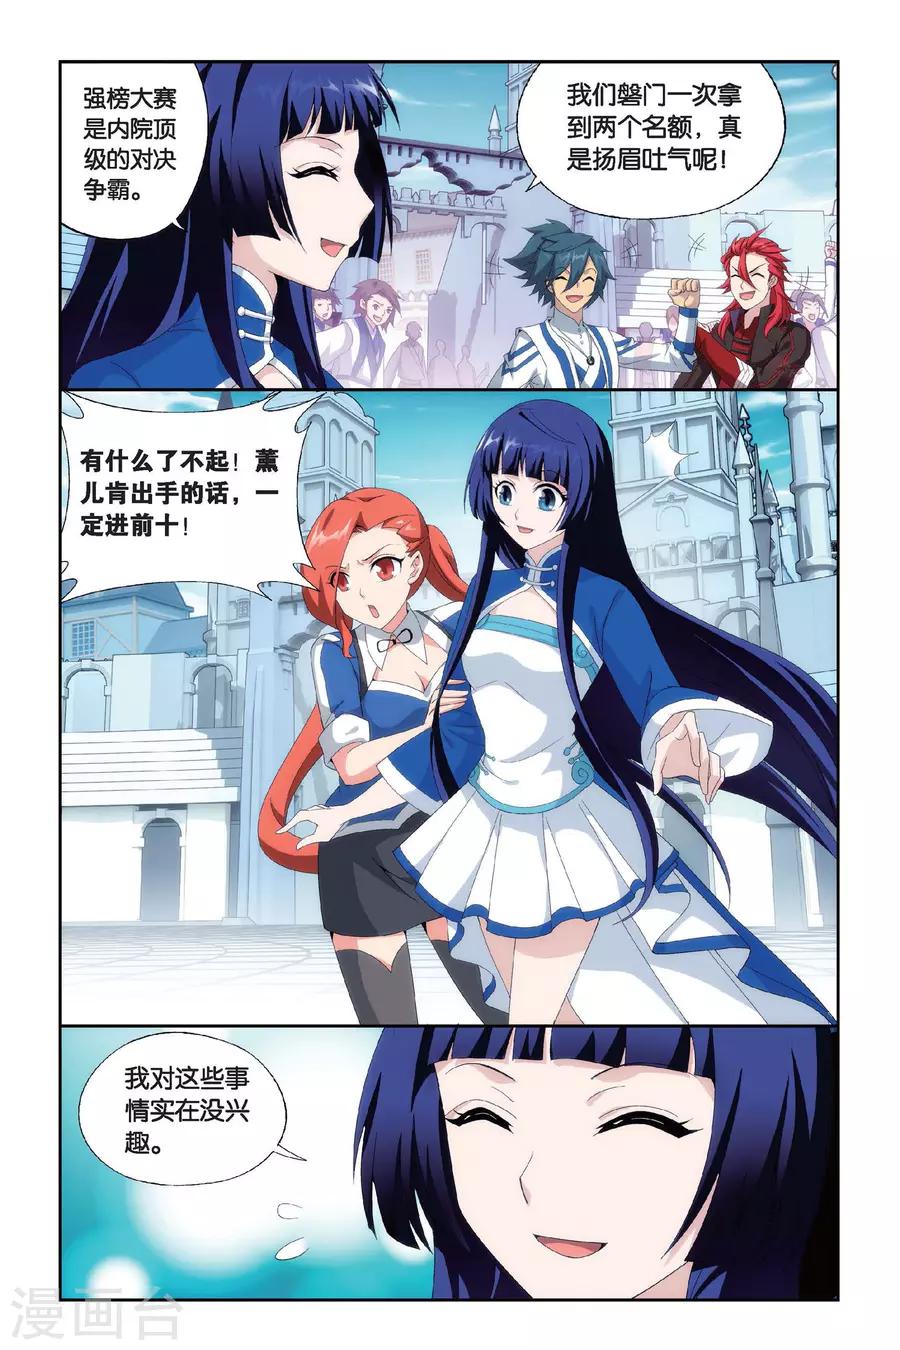 强榜大赛
是内院顶
级的对决
争霸。
我们磐门一次拿
到两个名额，真
是扬眉吐气呢！
有什么了不起！薰
儿肯出手的话，一
定进前十！
我对这些事
情实在没兴
趣。
漫画台